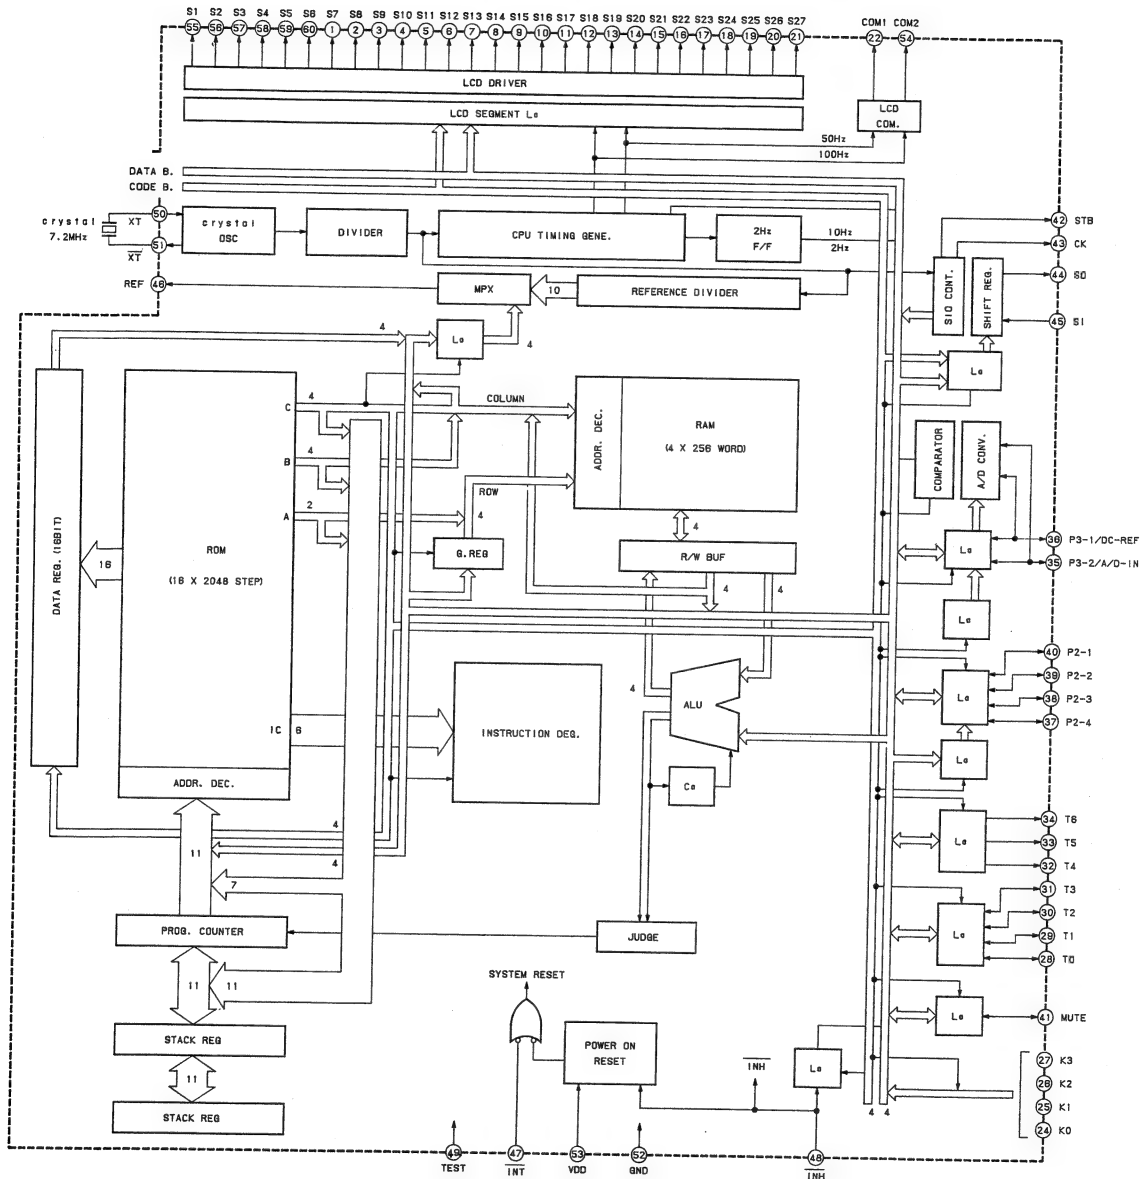 S1 S2 S3 S4 S5 S6 S7 S8 S9 S10 S11 S12 S13 S14 S15 S16 S17 S18 S19 S20 S21 S22 S23 S24 S25 S26 S27 COM1 COM2
55 56 57 58 59 60 1 2 3 4 5 6 7 8 9 10 11 12 13 14 15 16 17 18 19 20 21 22 54
LCD DRIVER
LCD SEGMENT La
LCD COM.
50Hz
100Hz
DATA B.
CODE B.
crystal
7.2MHz
XT
50
51
XT
crystal
OSC
DIVIDER
CPU TIMING GENE.
2Hz
F/F
10Hz
2Hz
42 STB
43 CK
44 SO
45 SI
SIO CONT.
SHIFT REG.
REF 46
MPX
10
REFERENCE DIVIDER
4
La
4
La
DATA REG. (16BIT)
16
ROM
(16 X 2048 STEP)
C
4
B
4
A
2
IC
6
ADDR. DEC.
COLUMN
ROW
4
G.REG
ADDR. DEC.
RAM
(4 X 256 WORD)
4
R/W BUF
4
4
COMPARATOR
A/D CONV.
La
36 P3-1/DC-REF
35 P3-2/A/D-IN
La
INSTRUCTION DEG.
4
ALU
Ca
La
40 P2-1
39 P2-2
38 P2-3
37 P2-4
La
4
4
11
7
La
34 T6
33 T5
32 T4
PROG. COUNTER
JUDGE
La
31 T3
30 T2
29 T1
28 T0
11
11
SYSTEM RESET
STACK REG
11
STACK REG
POWER ON
RESET
INH
La
La
41 MUTE
27 K3
26 K2
25 K1
24 K0
4 4
49
TEST
47
INT
53
VDD
52
GND
48
INH